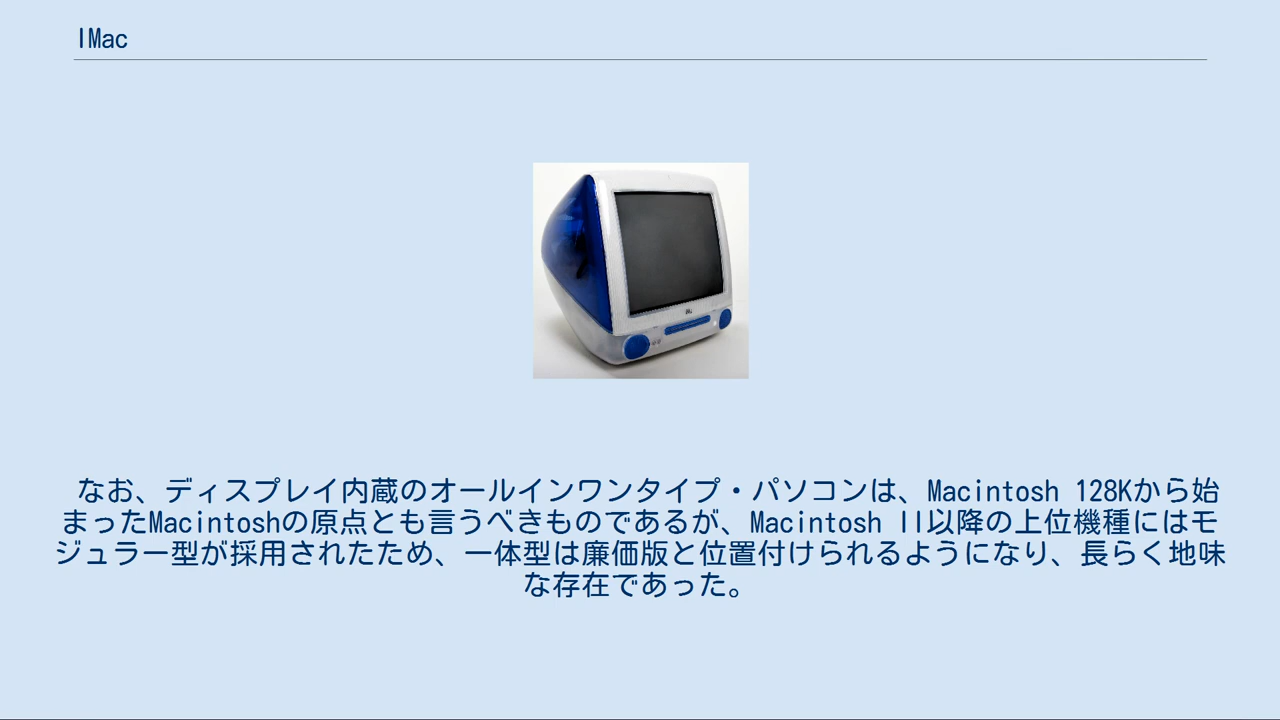 IMac
なお、ディスプレイ内蔵のオールインワンタイプ・パソコンは、Macintosh 128Kから始
まったMacintoshの原点とも言うべきものであるが、Macintosh II以降の上位機種にはモ
ジュラー型が採用されたため、一体型は廉価版と位置付けられるようになり、長らく地味
な存在であった。